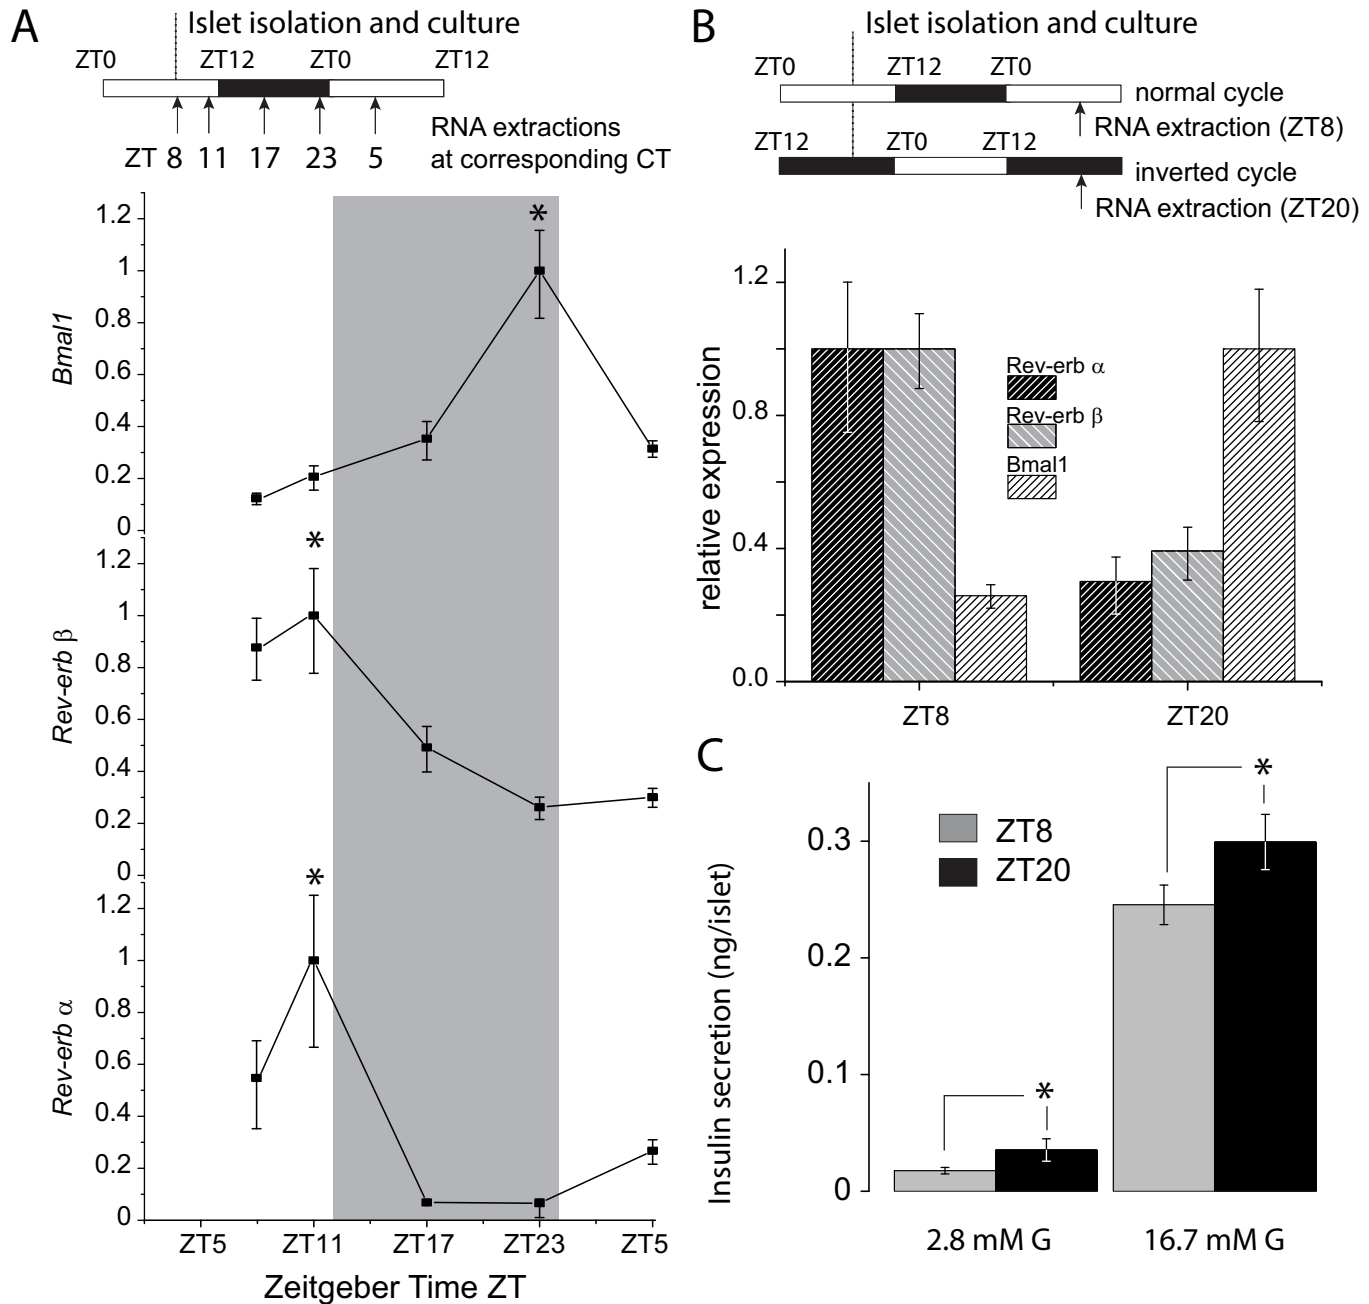 A
Islet isolation and culture
ZT0 ZT12 ZT0 ZT12
RNA extractions
ZT 8 11 17 23 5 at corresponding CT
Bmal1
1.2
1
0.8
0.6
0.4
0.2
0
*
Rev-erb β
1.2
1
0.8
0.6
0.4
0.2
0
*
Rev-erb α
1.2
1
0.8
0.6
0.4
0.2
0
*
ZT5 ZT11 ZT17 ZT23 ZT5
Zeitgeber Time ZT
B
Islet isolation and culture
ZT0 ZT12 ZT0
normal cycle
RNA extraction (ZT8)
ZT12 ZT0 ZT12
inverted cycle
RNA extraction (ZT20)
relative expression
1.2
0.8
0.4
0.0
Rev-erb α
Rev-erb β
Bmal1
ZT8 ZT20
C
Insulin secretion (ng/islet)
0.3
0.2
0.1
0
ZT8
ZT20
*
*
2.8 mM G 16.7 mM G